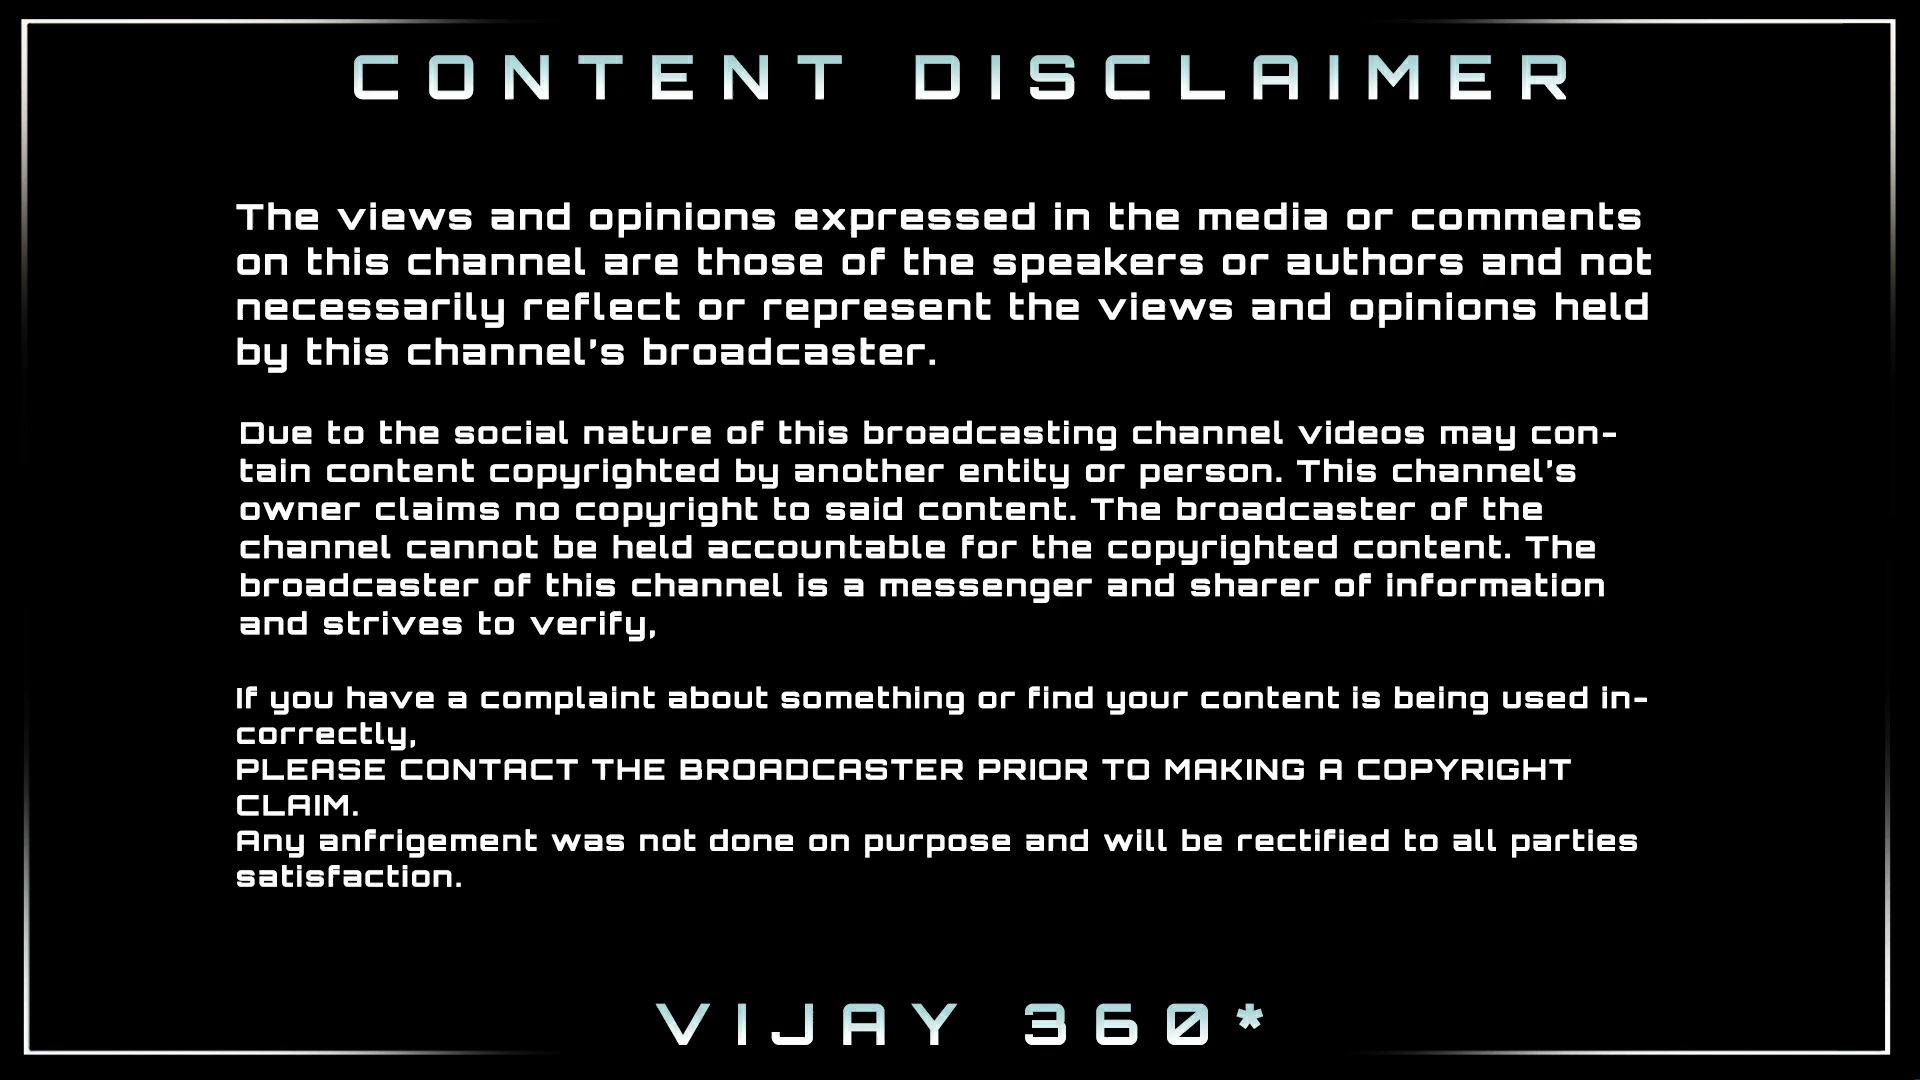 CONTENT DISCLAIMER
The views and opinions expressed in the media or comments
on this channel are those of the speakers or authors and not
necessarily reflect or represent the views and opinions held
by this channel's broadcaster.
Due to the social nature of this broadcasting channel videos may con-
tain content copyrighted by another entity or person. This channel's
owner claims no copyright to said content. The broadcaster of the
channel cannot be held accountable for the copyrighted content. The
broadcaster of this channel is a messenger and sharer of information
and strives to verify,
If you have a complaint about something or find your content is being used in-
correctly,
PLEASE CONTACT THE BROADCASTER PRIOR TO MAKING A COPYRIGHT
CLAIM.
Any anfrigement was not done on purpose and will be rectified to all parties
satisfaction.
VIJAY 360*